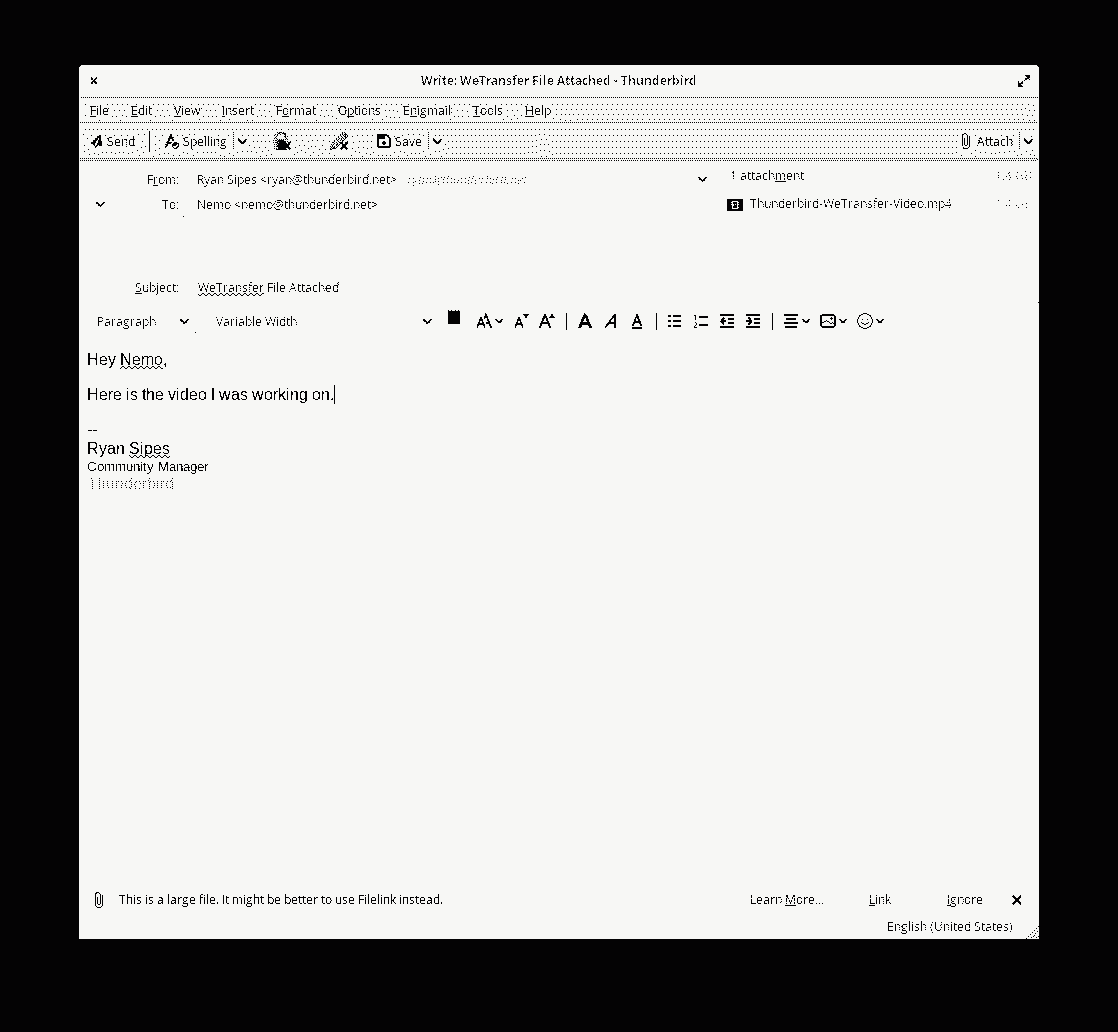 Write: WeTransfer File Attached - Thunderbird
File Edit View Insert Format Options Enigmail Tools Help
Send Spelling Save Attach
From: Ryan Sipes <ryan@thunderbird.net> 1 attachment
To: Nemo <nemo@thunderbird.net> Thunderbird-WeTransfer-Video.mp4
Subject: WeTransfer File Attached
Paragraph Variable Width
Hey Nemo,
Here is the video I was working on.
--
Ryan Sipes
Community Manager
Thunderbird
This is a large file. It might be better to use Filelink instead. Learn More... Link Ignore
English (United States)